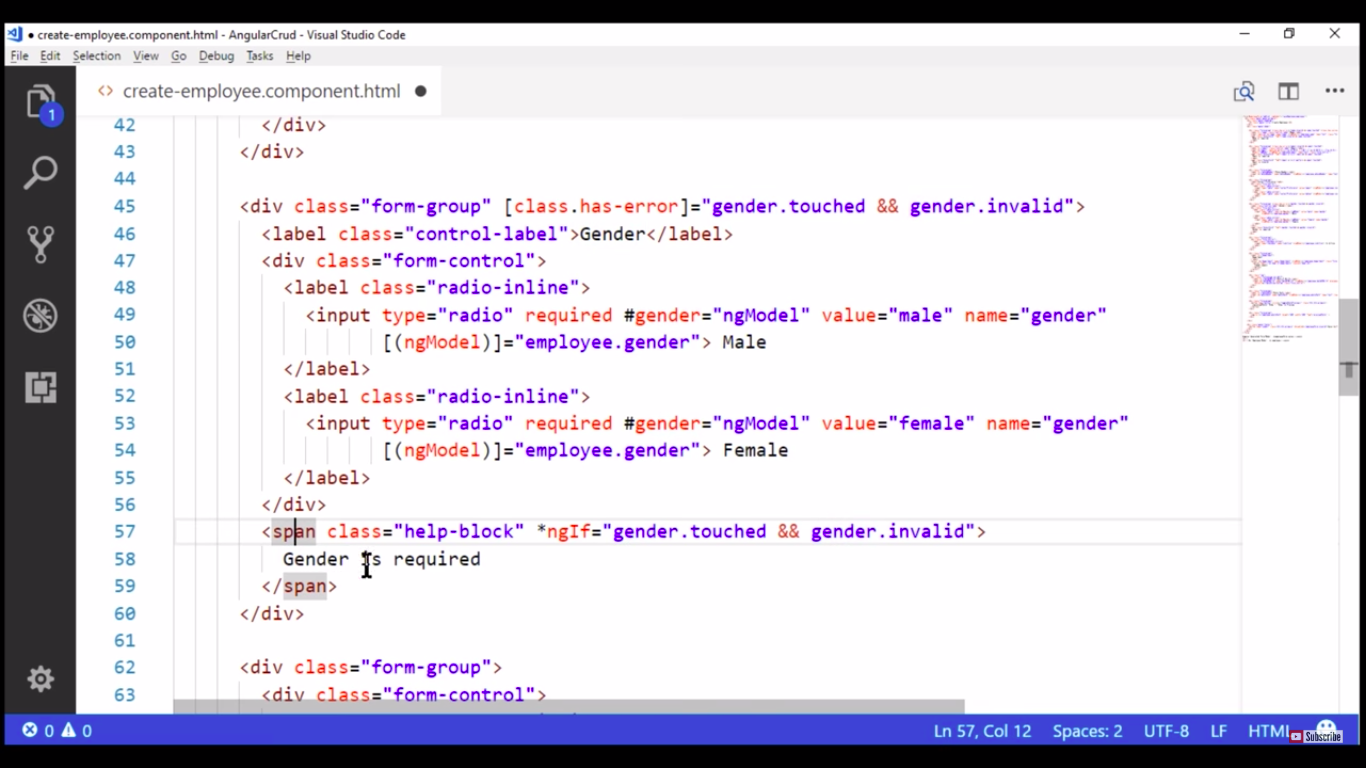 ● create-employee.component.html - AngularCrud - Visual Studio Code
File Edit Selection View Go Debug Tasks Help
<> create-employee.component.html ●
1
42 </div>
43 </div>
44
45 <div class="form-group" [class.has-error]="gender.touched && gender.invalid">
46 <label class="control-label">Gender</label>
47 <div class="form-control">
48 <label class="radio-inline">
49 <input type="radio" required #gender="ngModel" value="male" name="gender"
50 [(ngModel)]="employee.gender"> Male
51 </label>
52 <label class="radio-inline">
53 <input type="radio" required #gender="ngModel" value="female" name="gender"
54 [(ngModel)]="employee.gender"> Female
55 </label>
56 </div>
57 <span class="help-block" *ngIf="gender.touched && gender.invalid">
58 Gender is required
59 </span>
60 </div>
61
62 <div class="form-group">
63 <div class="form-control">
0 0 Ln 57, Col 12 Spaces: 2 UTF-8 LF HTML Subscribe